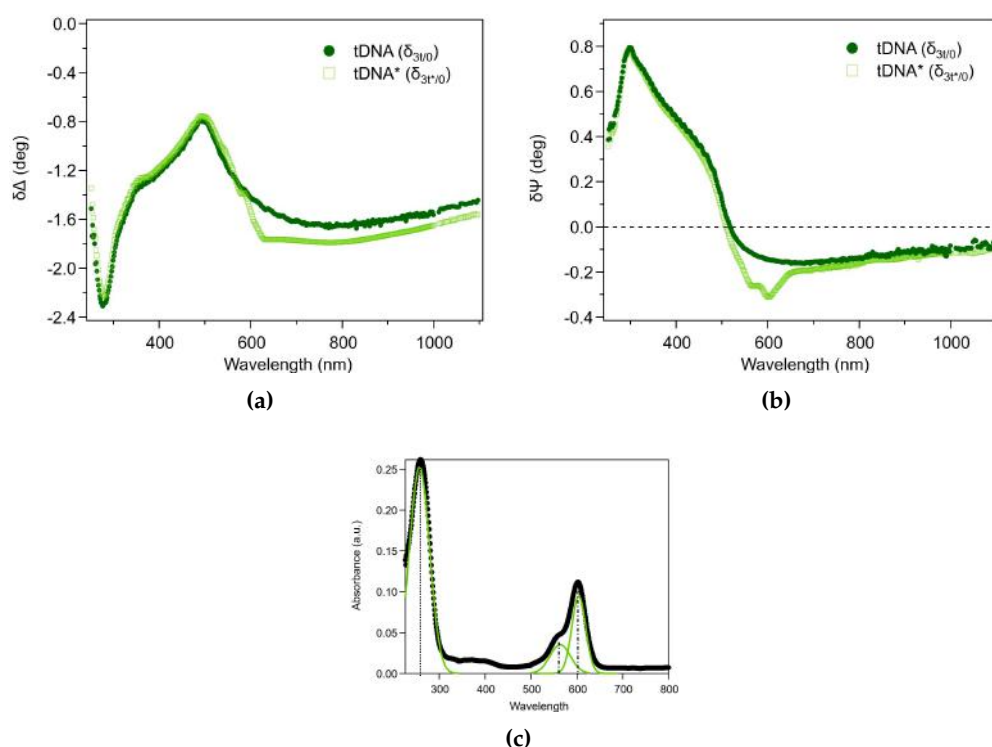 0.0
-0.4
-0.8
-1.2
-1.6
-2.0
-2.4
δΔ (deg)
tDNA (δ3t/0)
tDNA* (δ3t*/0)
400 600 800 1000
Wavelength (nm)
(a)
0.8
0.6
0.4
0.2
0.0
-0.2
-0.4
δΨ (deg)
tDNA (δ3t/0)
tDNA* (δ3t*/0)
400 600 800 1000
Wavelength (nm)
(b)
0.25
0.20
0.15
0.10
0.05
0.00
Absorbance (a.u.)
300 400 500 600 700 800
Wavelength
(c)